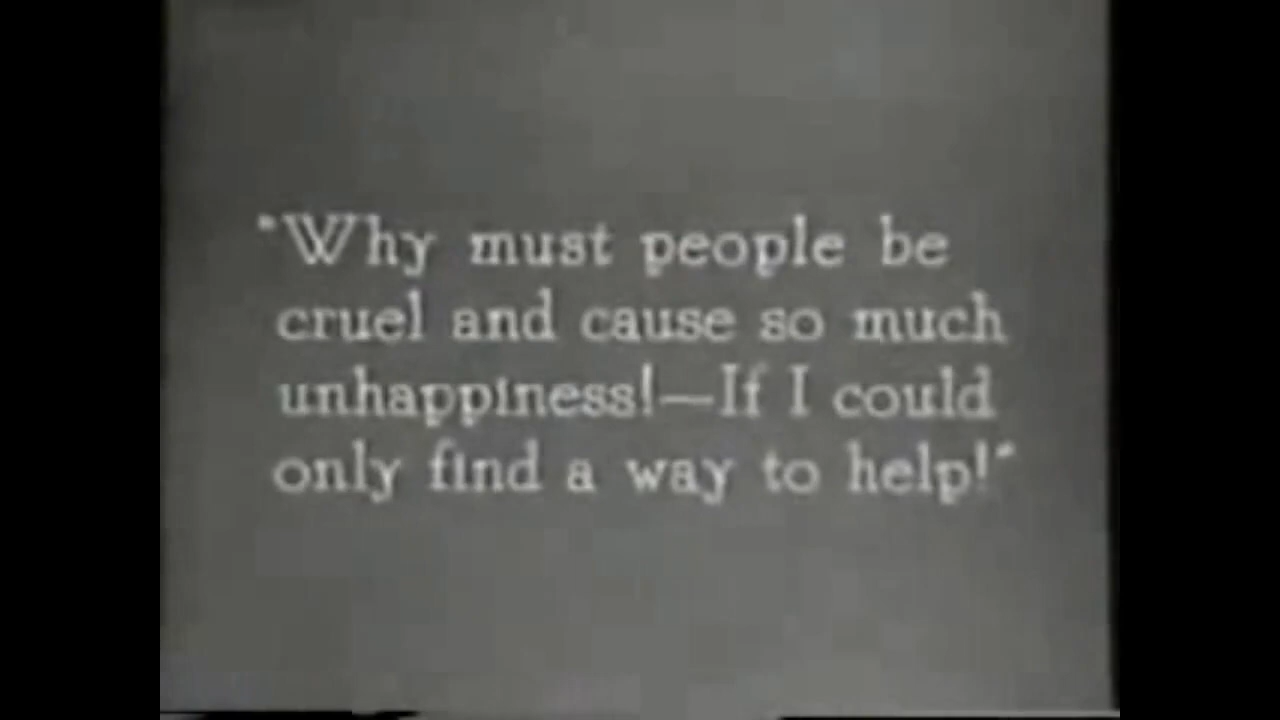 "Why must people be
cruel and cause so much
unhappiness!—If I could
only find a way to help!"